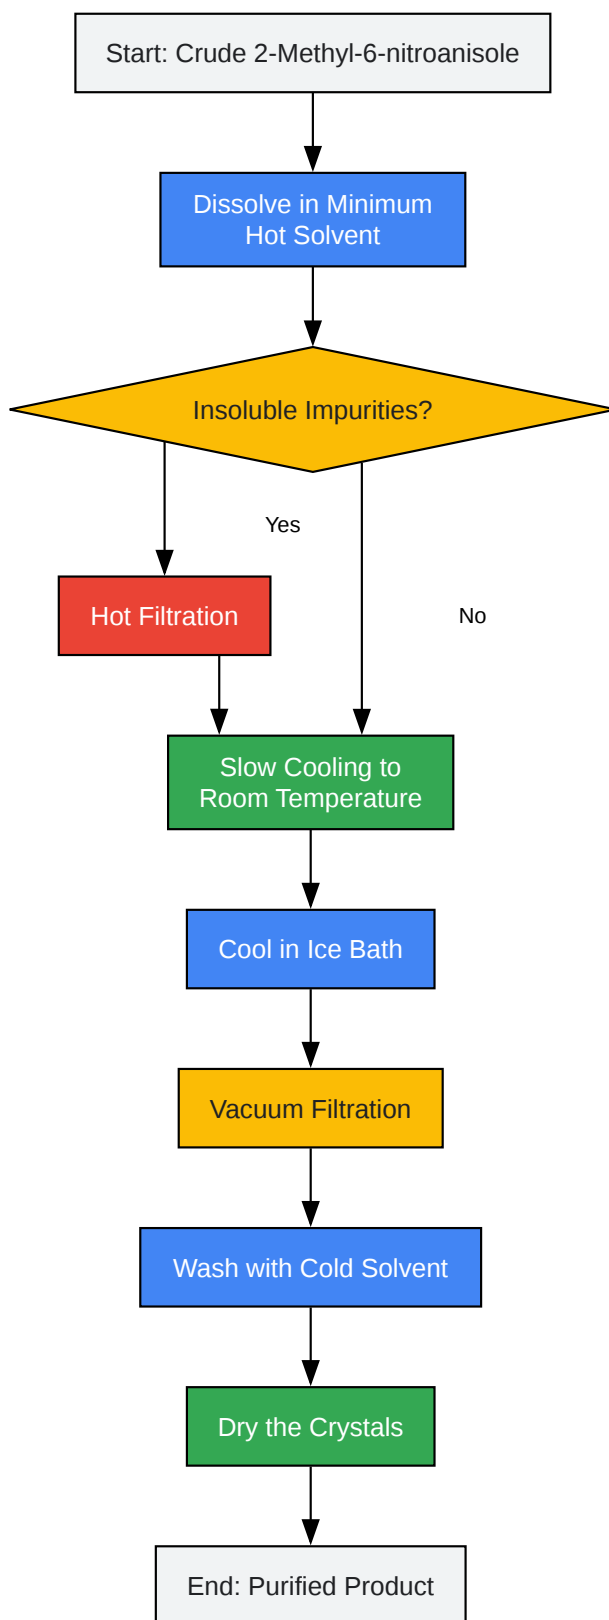 Start: Crude 2-Methyl-6-nitroanisole
Dissolve in Minimum
Hot Solvent
Insoluble Impurities?
Yes
Hot Filtration
No
Slow Cooling to
Room Temperature
Cool in Ice Bath
Vacuum Filtration
Wash with Cold Solvent
Dry the Crystals
End: Purified Product